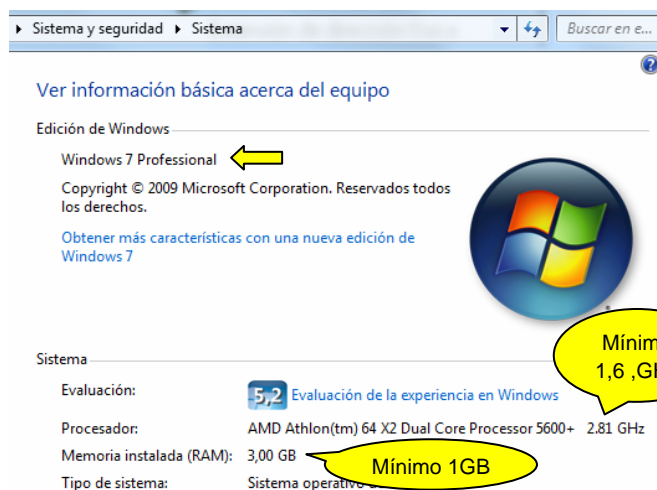 Sistema y seguridad Sistema Buscar en e...
Ver información básica acerca del equipo
Edición de Windows
Windows 7 Professional
Copyright © 2009 Microsoft Corporation. Reservados todos
los derechos.
Obtener más características con una nueva edición de
Windows 7
Sistema
Mínim
1,6 ,G
Evaluación: 5,2 Evaluación de la experiencia en Windows
Procesador: AMD Athlon(tm) 64 X2 Dual Core Processor 5600+ 2.81 GHz
Memoria instalada (RAM): 3,00 GB
Mínimo 1GB
Tipo de sistema: Sistema operativo